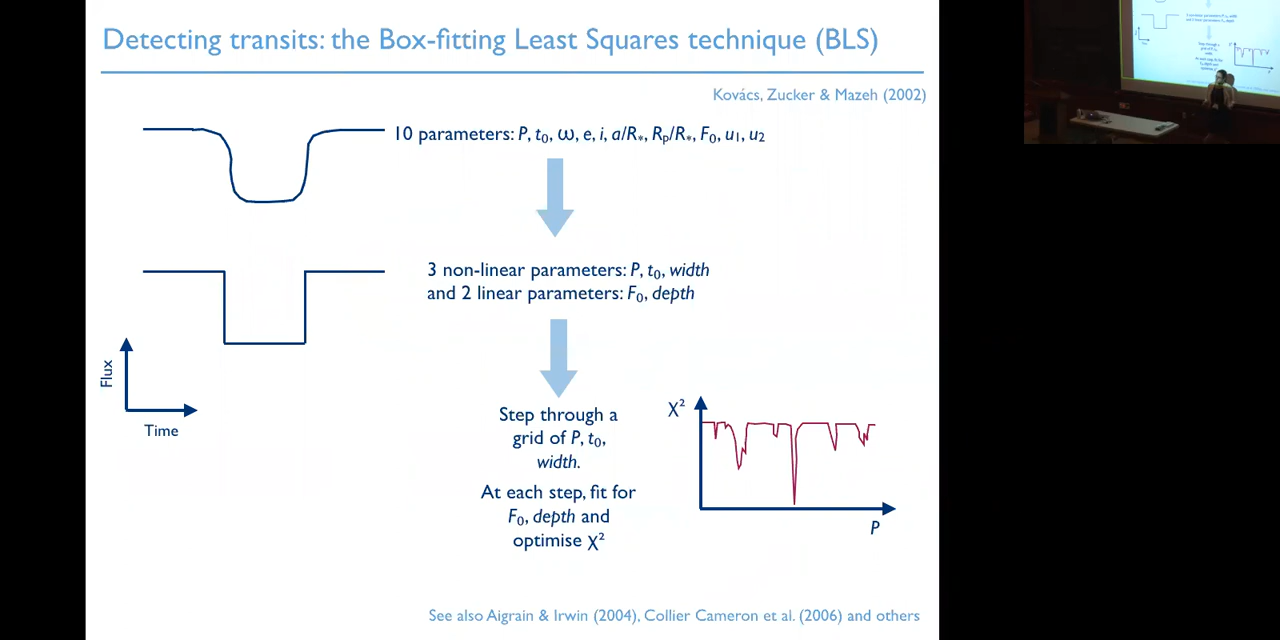 Detecting transits: the Box-fitting Least Squares technique (BLS)
Kovács, Zucker & Mazeh (2002)
10 parameters: P, t₀, ω, e, i, a/R*, Rₚ/R*, F₀, u₁, u₂
3 non-linear parameters: P, t₀, width
and 2 linear parameters: F₀, depth
Flux
Time
Step through a
grid of P, t₀,
width.
At each step, fit for
F₀, depth and
optimise χ²
χ²
P
See also Aigrain & Irwin (2004), Collier Cameron et al. (2006) and others